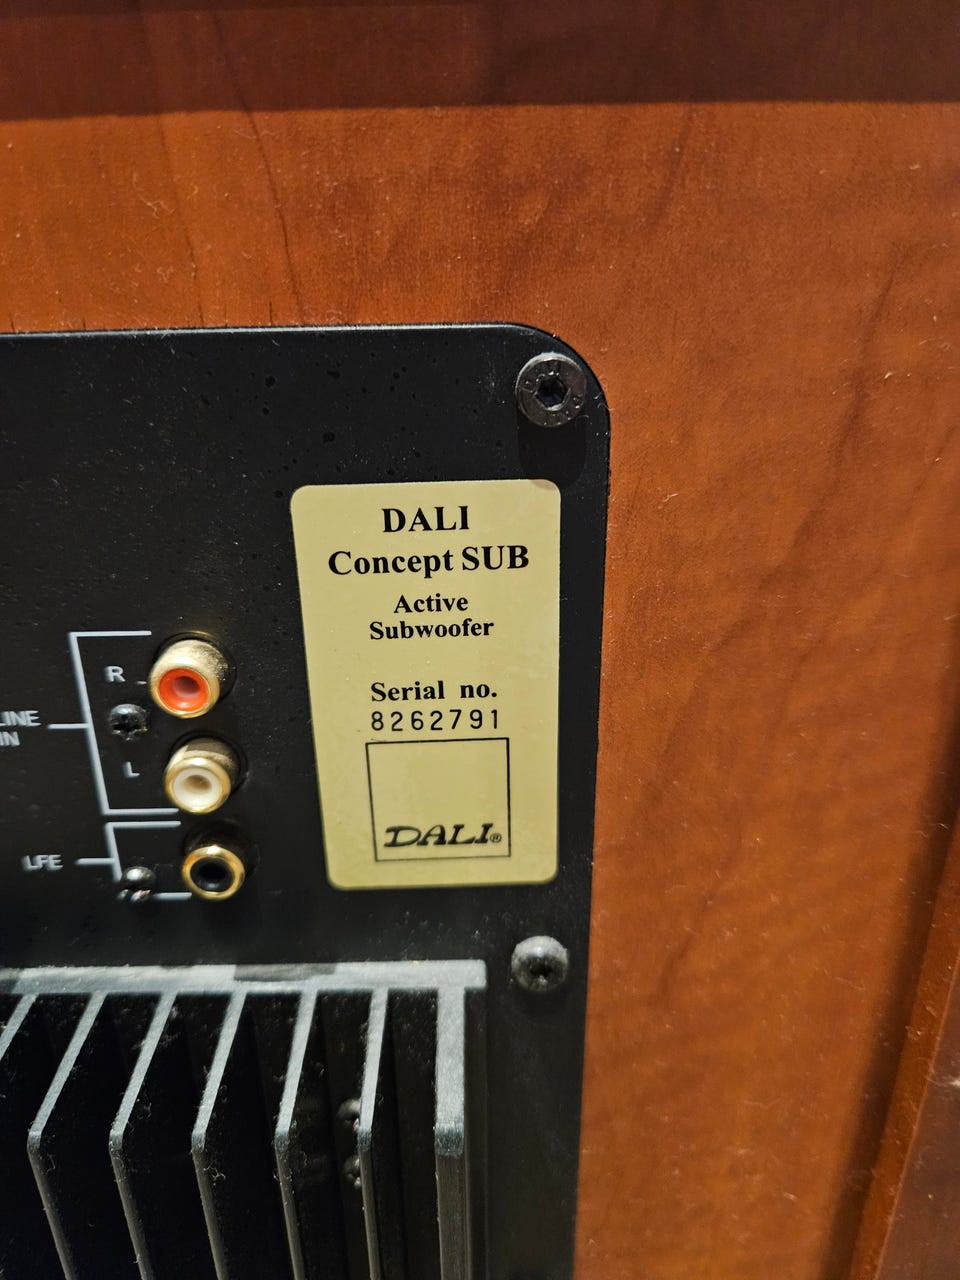 DALI
Concept SUB
Active
Subwoofer
Serial no.
8262791
DALI®
R
LINE
IN
L
LFE